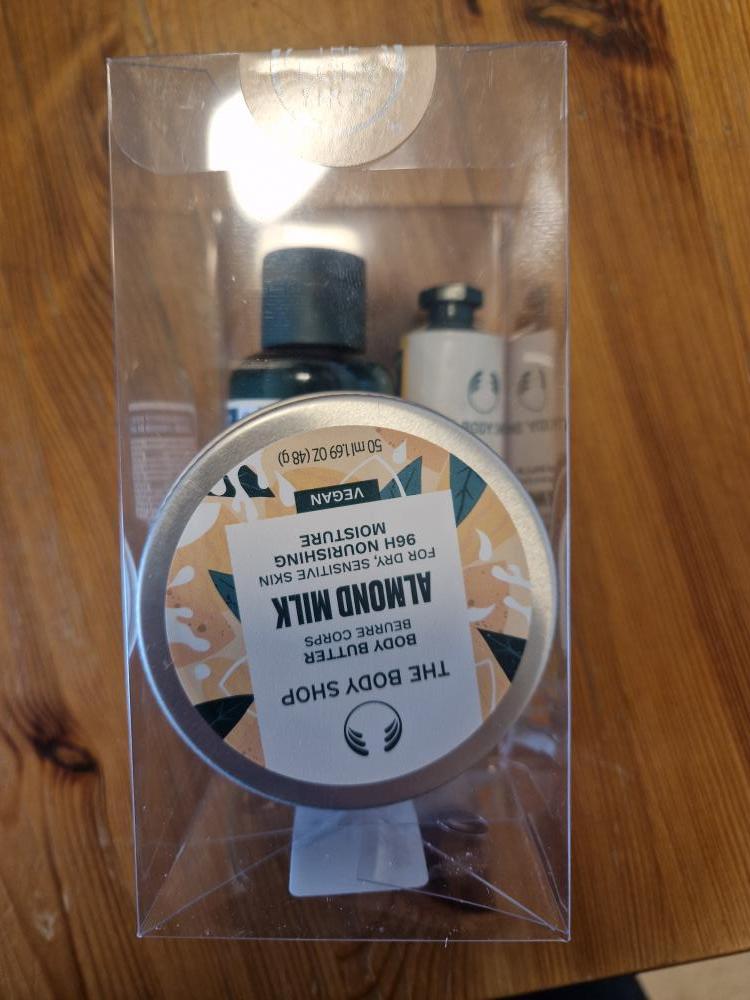 THE BODY SHOP
BODY BUTTER
BEURRE CORPS
ALMOND MILK
FOR DRY, SENSITIVE SKIN
96H NOURISHING
MOISTURE
VEGAN
50 ml 1.69 OZ (48 g)